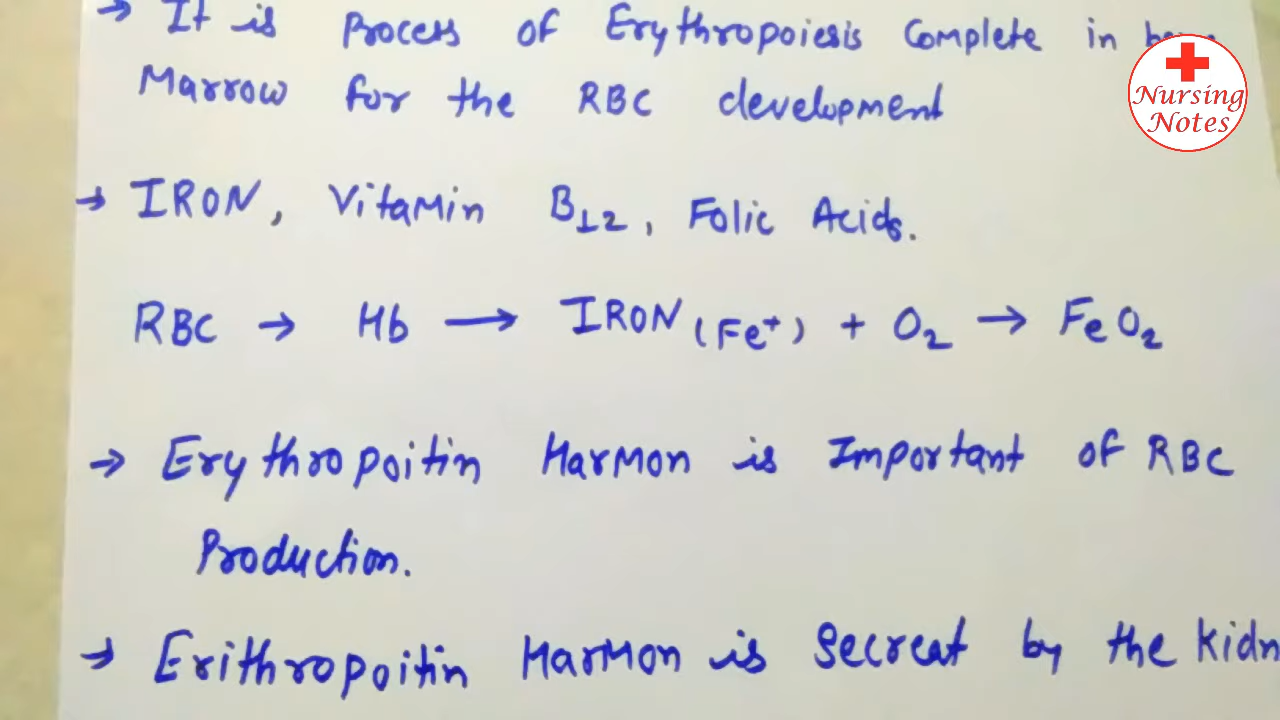 → It is Process of Erythropoiesis Complete in bone
Marrow for the RBC development
Nursing
Notes
→ IRON, Vitamin B12, Folic Acids.
RBC → Hb → IRON (Fe⁺) + O₂ → FeO₂
→ Erythropoitin Harmon is Important of RBC
Production.
→ Erithropoitin Harmon is Secreat by the Kidn